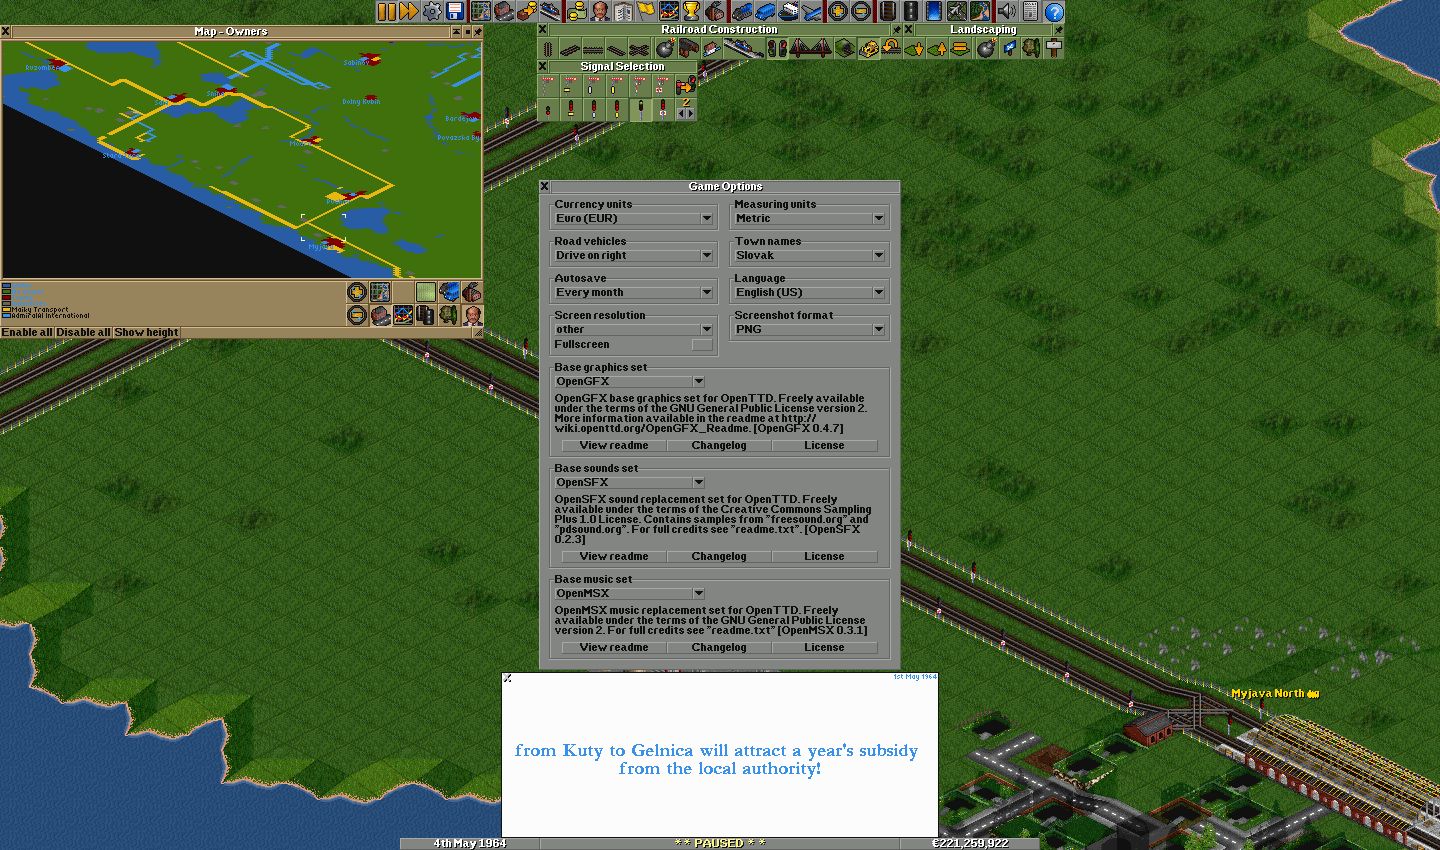 Map - Owners
Ruzomberok
Sabinov
Snina
Dolny Kubin
Bardejov
Povazska By
Myjava
Malky Transport
Admiralai International
Enable all Disable all Show height
Railroad Construction
Landscaping
Signal Selection
2
Game Options
Currency units
Euro (EUR)
Measuring units
Metric
Road vehicles
Drive on right
Town names
Slovak
Autosave
Every month
Language
English (US)
Screen resolution
other
Fullscreen
Screenshot format
PNG
Base graphics set
OpenGFX
OpenGFX base graphics set for OpenTTD. Freely available
under the terms of the GNU General Public License version 2.
More information available in the readme at http://
wiki.openttd.org/OpenGFX_Readme. [OpenGFX 0.4.7]
View readme Changelog License
Base sounds set
OpenSFX
OpenSFX sound replacement set for OpenTTD. Freely
available under the terms of the Creative Commons Sampling
Plus 1.0 License. Contains samples from "freesound.org" and
"pdsound.org". For full credits see "readme.txt". [OpenSFX
0.2.3]
View readme Changelog License
Base music set
OpenMSX
OpenMSX music replacement set for OpenTTD. Freely
available under the terms of the GNU General Public License
version 2. For full credits see "readme.txt" [OpenMSX 0.3.1]
View readme Changelog License
1st May 1964
from Kuty to Gelnica will attract a year's subsidy
from the local authority!
Myjava North
4th May 1964
* * PAUSED * *
€221,259,922